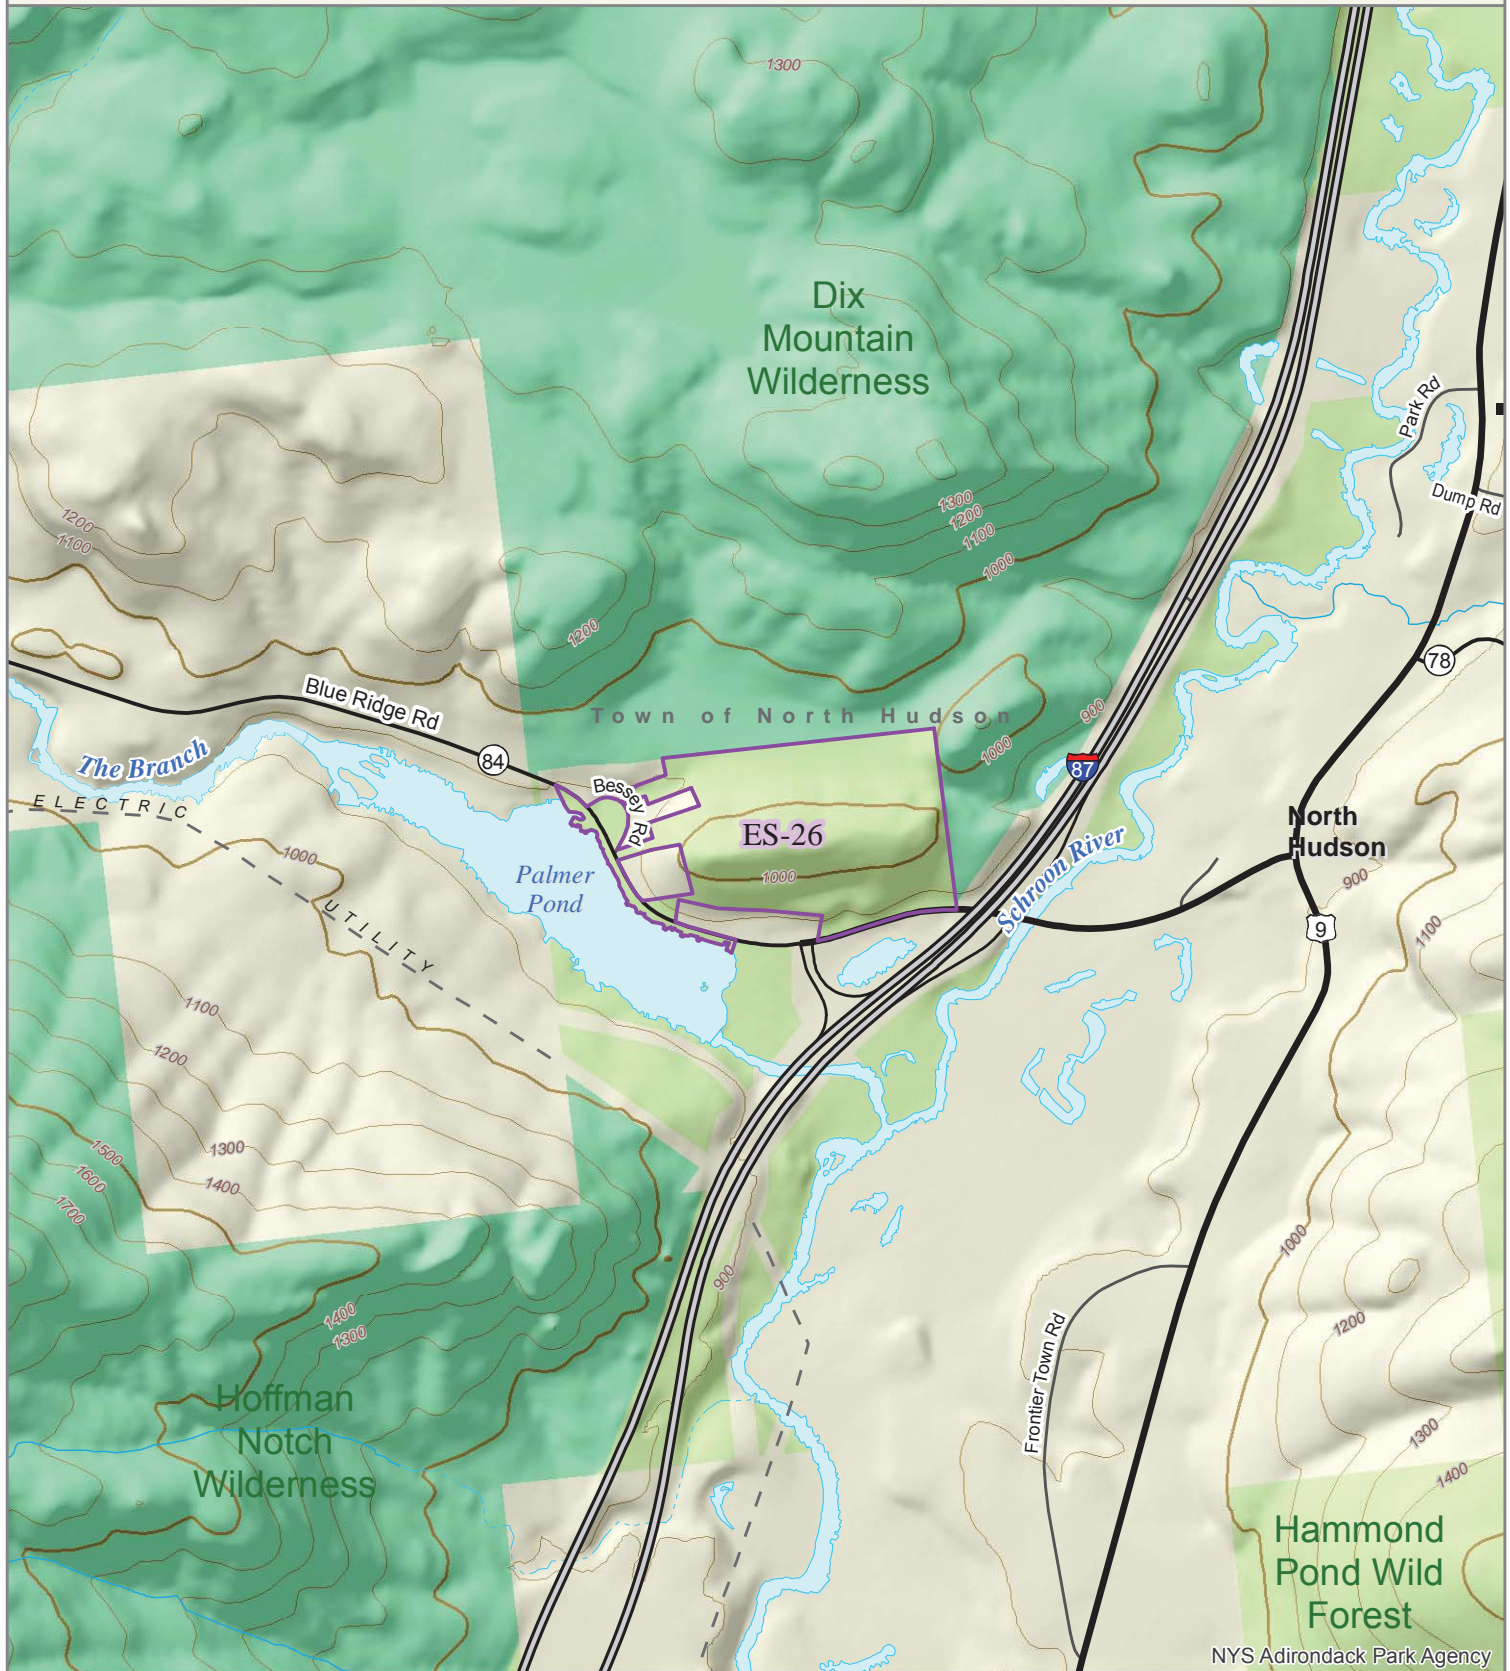 1300
Dix
Mountain
Wilderness
Park Rd
Dump Rd
1300
1200
1100
1000
1200
1100
1200
78
Blue Ridge Rd
Town of North Hudson
900
1000
The Branch
84
87
ELECTRIC
Bessey Rd
North
Hudson
ES-26
1000
1000
Palmer
Pond
Schroon River
900
UTILITY
9
1100
1100
1200
1300
1400
1500
1600
1700
1000
900
1400
1300
1200
Frontier Town Rd
Hoffman
Notch
Wilderness
1300
1400
Hammond
Pond Wild
Forest
NYS Adirondack Park Agency